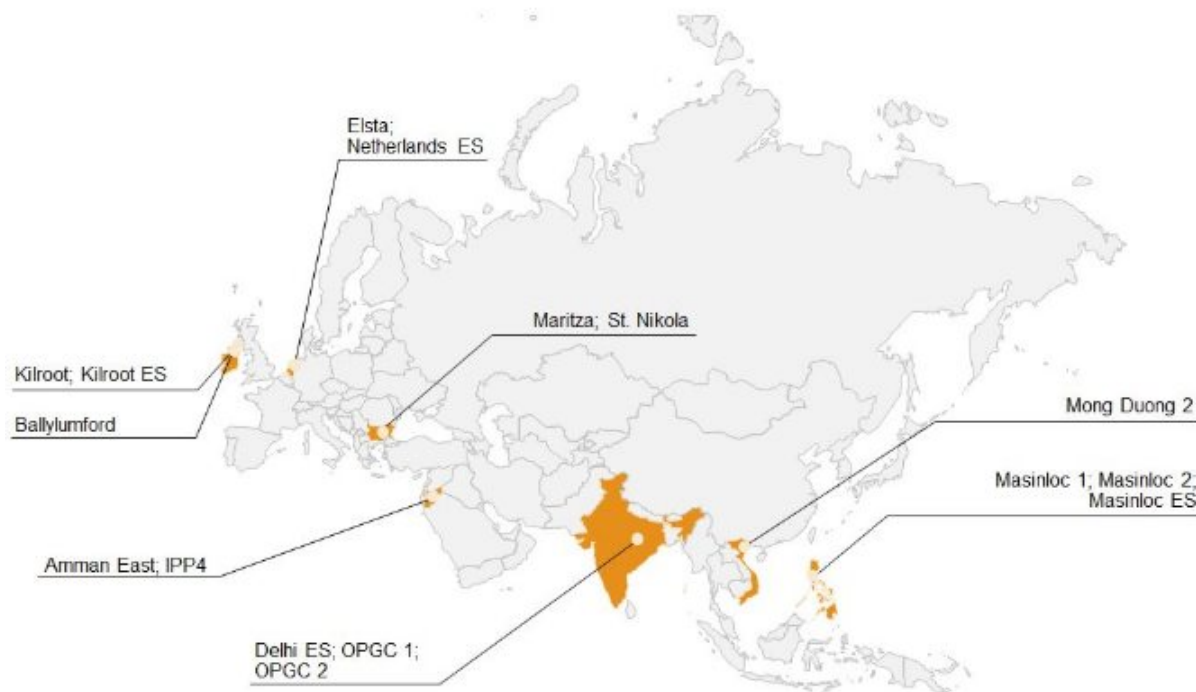 Elsta;
Netherlands ES
Maritza; St. Nikola
Kilroot; Kilroot ES
Ballylumford
Mong Duong 2
Masinloc 1; Masinloc 2;
Masinloc ES
Amman East; IPP4
Delhi ES; OPGC 1;
OPGC 2